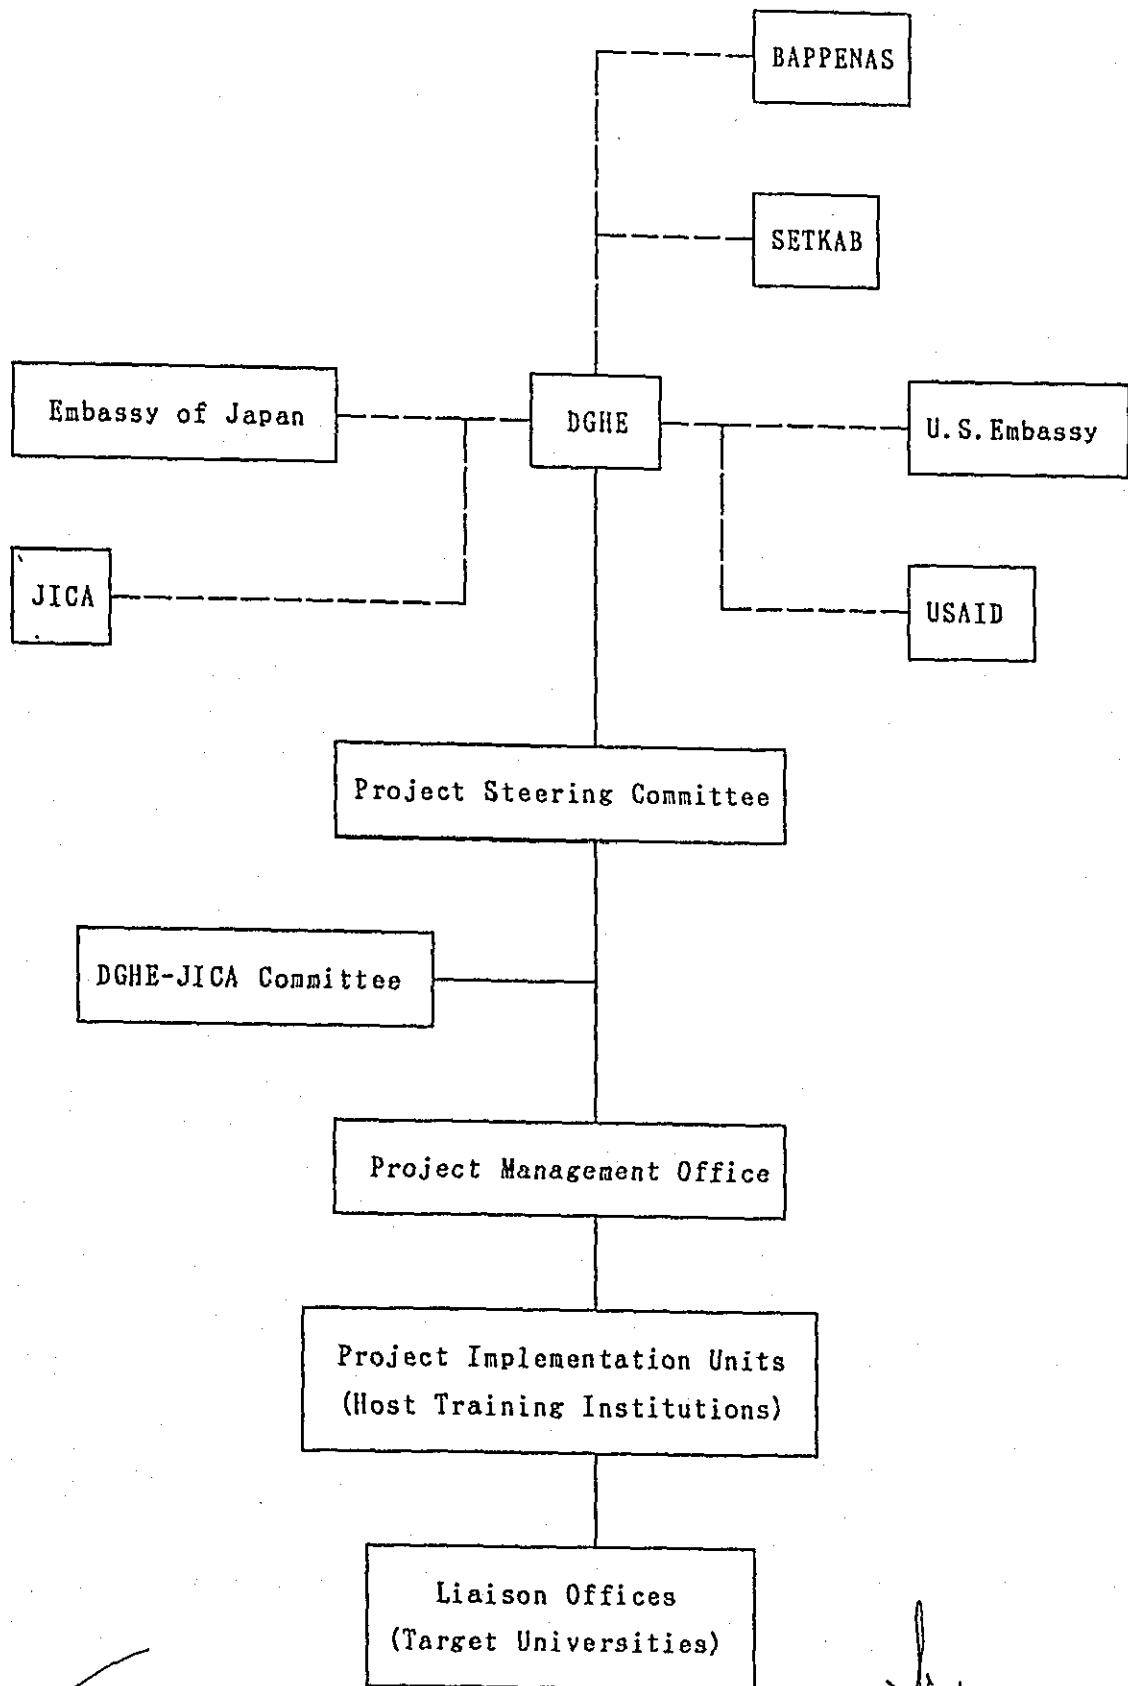 BAPPENAS
SETKAB
Embassy of Japan
DGHE
U.S.Embassy
JICA
USAID
Project Steering Committee
DGHE-JICA Committee
Project Management Office
Project Implementation Units
(Host Training Institutions)
Liaison Offices
(Target Universities)